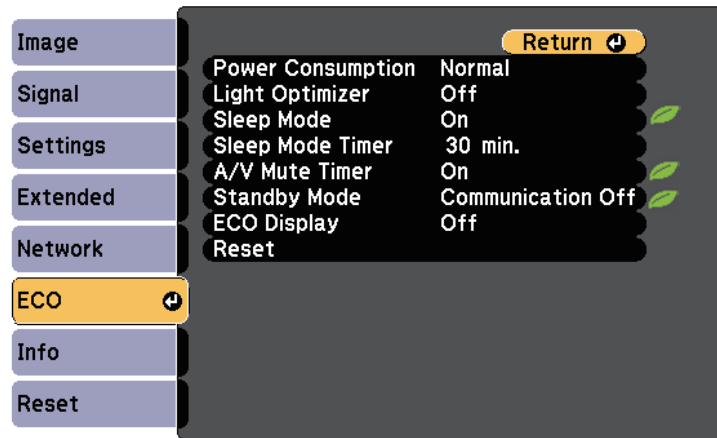 Image
Signal
Settings
Extended
Network
ECO
Info
Reset
Return
Power Consumption Normal
Light Optimizer Off
Sleep Mode On
Sleep Mode Timer 30 min.
A/V Mute Timer On
Standby Mode Communication Off
ECO Display Off
Reset